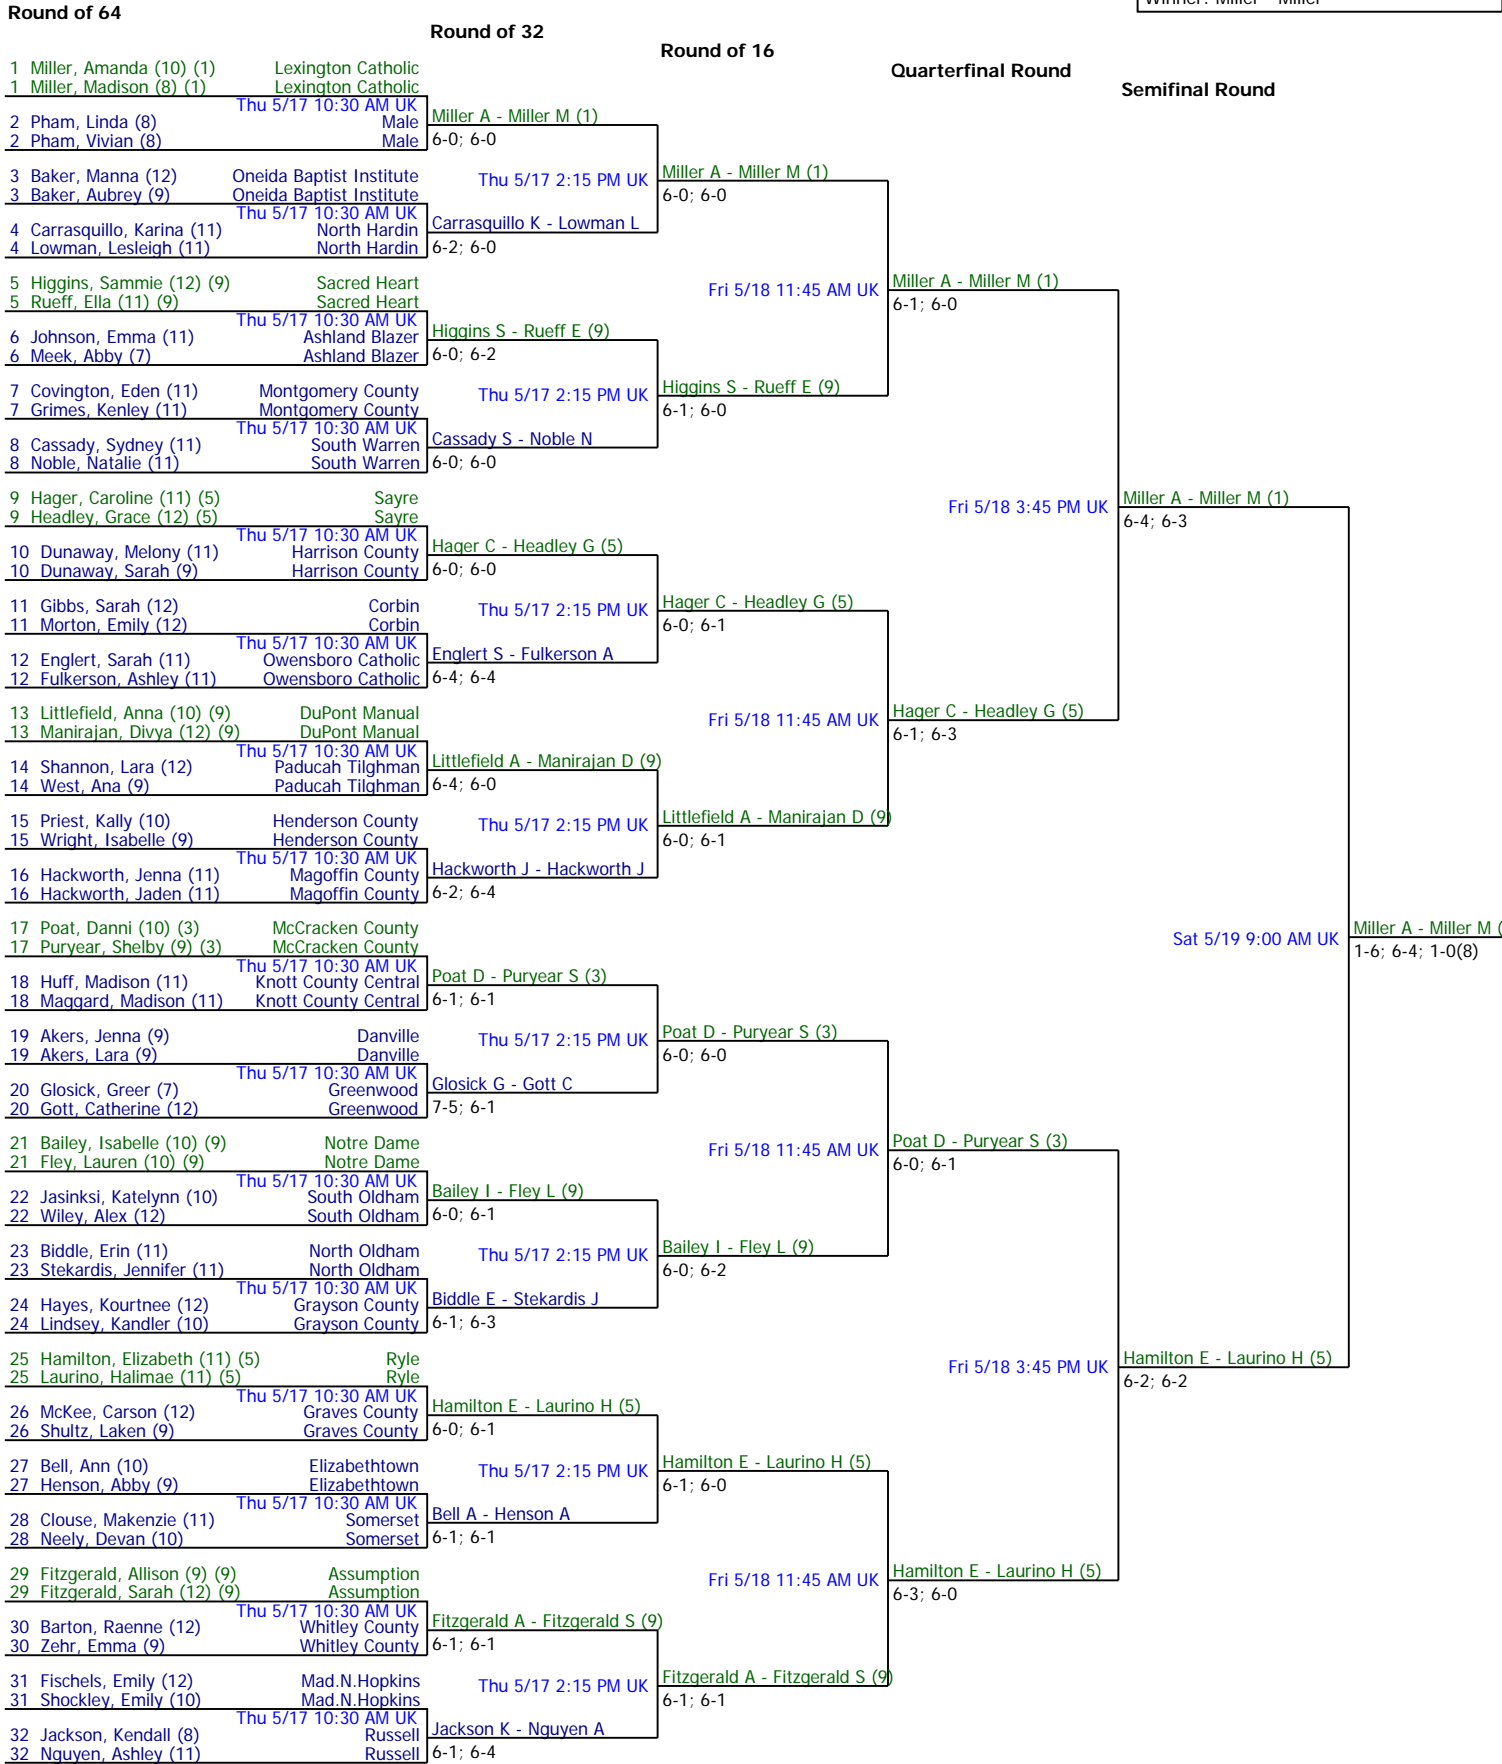 Winner: Miller - Miller
Round of 64
Round of 32
Round of 16
Quarterfinal Round
Semifinal Round
1 Miller, Amanda (10) (1) Lexington Catholic
1 Miller, Madison (8) (1) Lexington Catholic
Thu 5/17 10:30 AM UK
2 Pham, Linda (8) Male
2 Pham, Vivian (8) Male
3 Baker, Manna (12) Oneida Baptist Institute
3 Baker, Aubrey (9) Oneida Baptist Institute
Thu 5/17 10:30 AM UK
4 Carrasquillo, Karina (11) North Hardin
4 Lowman, Lesleigh (11) North Hardin
5 Higgins, Sammie (12) (9) Sacred Heart
5 Rueff, Ella (11) (9) Sacred Heart
Thu 5/17 10:30 AM UK
6 Johnson, Emma (11) Ashland Blazer
6 Meek, Abby (7) Ashland Blazer
7 Covington, Eden (11) Montgomery County
7 Grimes, Kenley (11) Montgomery County
Thu 5/17 10:30 AM UK
8 Cassady, Sydney (11) South Warren
8 Noble, Natalie (11) South Warren
9 Hager, Caroline (11) (5) Sayre
9 Headley, Grace (12) (5) Sayre
Thu 5/17 10:30 AM UK
10 Dunaway, Melony (11) Harrison County
10 Dunaway, Sarah (9) Harrison County
11 Gibbs, Sarah (12) Corbin
11 Morton, Emily (12) Corbin
Thu 5/17 10:30 AM UK
12 Englert, Sarah (11) Owensboro Catholic
12 Fulkerson, Ashley (11) Owensboro Catholic
13 Littlefield, Anna (10) (9) DuPont Manual
13 Manirajan, Divya (12) (9) DuPont Manual
Thu 5/17 10:30 AM UK
14 Shannon, Lara (12) Paducah Tilghman
14 West, Ana (9) Paducah Tilghman
15 Priest, Kally (10) Henderson County
15 Wright, Isabelle (9) Henderson County
Thu 5/17 10:30 AM UK
16 Hackworth, Jenna (11) Magoffin County
16 Hackworth, Jaden (11) Magoffin County
17 Poat, Danni (10) (3) McCracken County
17 Puryear, Shelby (9) (3) McCracken County
Thu 5/17 10:30 AM UK
18 Huff, Madison (11) Knott County Central
18 Maggard, Madison (11) Knott County Central
19 Akers, Jenna (9) Danville
19 Akers, Lara (9) Danville
Thu 5/17 10:30 AM UK
20 Glosick, Greer (7) Greenwood
20 Gott, Catherine (12) Greenwood
21 Bailey, Isabelle (10) (9) Notre Dame
21 Fley, Lauren (10) (9) Notre Dame
Thu 5/17 10:30 AM UK
22 Jasinksi, Katelynn (10) South Oldham
22 Wiley, Alex (12) South Oldham
23 Biddle, Erin (11) North Oldham
23 Stekardis, Jennifer (11) North Oldham
Thu 5/17 10:30 AM UK
24 Hayes, Kourtnee (12) Grayson County
24 Lindsey, Kandler (10) Grayson County
25 Hamilton, Elizabeth (11) (5) Ryle
25 Laurino, Halimae (11) (5) Ryle
Thu 5/17 10:30 AM UK
26 McKee, Carson (12) Graves County
26 Shultz, Laken (9) Graves County
27 Bell, Ann (10) Elizabethtown
27 Henson, Abby (9) Elizabethtown
Thu 5/17 10:30 AM UK
28 Clouse, Makenzie (11) Somerset
28 Neely, Devan (10) Somerset
29 Fitzgerald, Allison (9) (9) Assumption
29 Fitzgerald, Sarah (12) (9) Assumption
Thu 5/17 10:30 AM UK
30 Barton, Raenne (12) Whitley County
30 Zehr, Emma (9) Whitley County
31 Fischels, Emily (12) Mad.N.Hopkins
31 Shockley, Emily (10) Mad.N.Hopkins
Thu 5/17 10:30 AM UK
32 Jackson, Kendall (8) Russell
32 Nguyen, Ashley (11) Russell
Miller A - Miller M (1)
6-0; 6-0
Thu 5/17 2:15 PM UK
Carrasquillo K - Lowman L
6-2; 6-0
Higgins S - Rueff E (9)
6-0; 6-2
Thu 5/17 2:15 PM UK
Cassady S - Noble N
6-0; 6-0
Hager C - Headley G (5)
6-0; 6-0
Thu 5/17 2:15 PM UK
Englert S - Fulkerson A
6-4; 6-4
Littlefield A - Manirajan D (9)
6-4; 6-0
Thu 5/17 2:15 PM UK
Hackworth J - Hackworth J
6-2; 6-4
Poat D - Puryear S (3)
6-1; 6-1
Thu 5/17 2:15 PM UK
Glosick G - Gott C
7-5; 6-1
Bailey I - Fley L (9)
6-0; 6-1
Thu 5/17 2:15 PM UK
Biddle E - Stekardis J
6-1; 6-3
Hamilton E - Laurino H (5)
6-0; 6-1
Thu 5/17 2:15 PM UK
Bell A - Henson A
6-1; 6-1
Fitzgerald A - Fitzgerald S (9)
6-1; 6-1
Thu 5/17 2:15 PM UK
Jackson K - Nguyen A
6-1; 6-4
Miller A - Miller M (1)
6-0; 6-0
Fri 5/18 11:45 AM UK
Higgins S - Rueff E (9)
6-1; 6-0
Hager C - Headley G (5)
6-0; 6-1
Fri 5/18 11:45 AM UK
Littlefield A - Manirajan D (9)
6-0; 6-1
Poat D - Puryear S (3)
6-0; 6-0
Fri 5/18 11:45 AM UK
Bailey I - Fley L (9)
6-0; 6-2
Hamilton E - Laurino H (5)
6-1; 6-0
Fri 5/18 11:45 AM UK
Fitzgerald A - Fitzgerald S (9)
6-1; 6-1
Miller A - Miller M (1)
6-1; 6-0
Fri 5/18 3:45 PM UK
Hager C - Headley G (5)
6-1; 6-3
Poat D - Puryear S (3)
6-0; 6-1
Fri 5/18 3:45 PM UK
Hamilton E - Laurino H (5)
6-3; 6-0
Miller A - Miller M (1)
6-4; 6-3
Sat 5/19 9:00 AM UK
Hamilton E - Laurino H (5)
6-2; 6-2
Miller A - Miller M (
1-6; 6-4; 1-0(8)